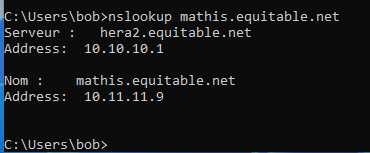 C:\Users\bob>nslookup mathis.equitable.net
Serveur :   hera2.equitable.net
Address:  10.10.10.1
Nom :    mathis.equitable.net
Address:  10.11.11.9
C:\Users\bob>